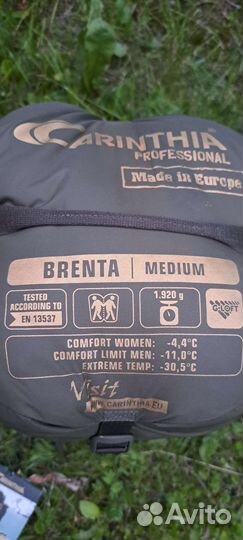 CARINTHIA
PROFESSIONAL
Made in Europe
BRENTA | MEDIUM
TESTED
ACCORDING TO
EN 13537
1.920 g
G-LOFT
COMFORT WOMEN: -4,4°C
COMFORT LIMIT MEN: -11,0°C
EXTREME TEMP: -30,5°C
Visit
CARINTHIA.EU
Avito